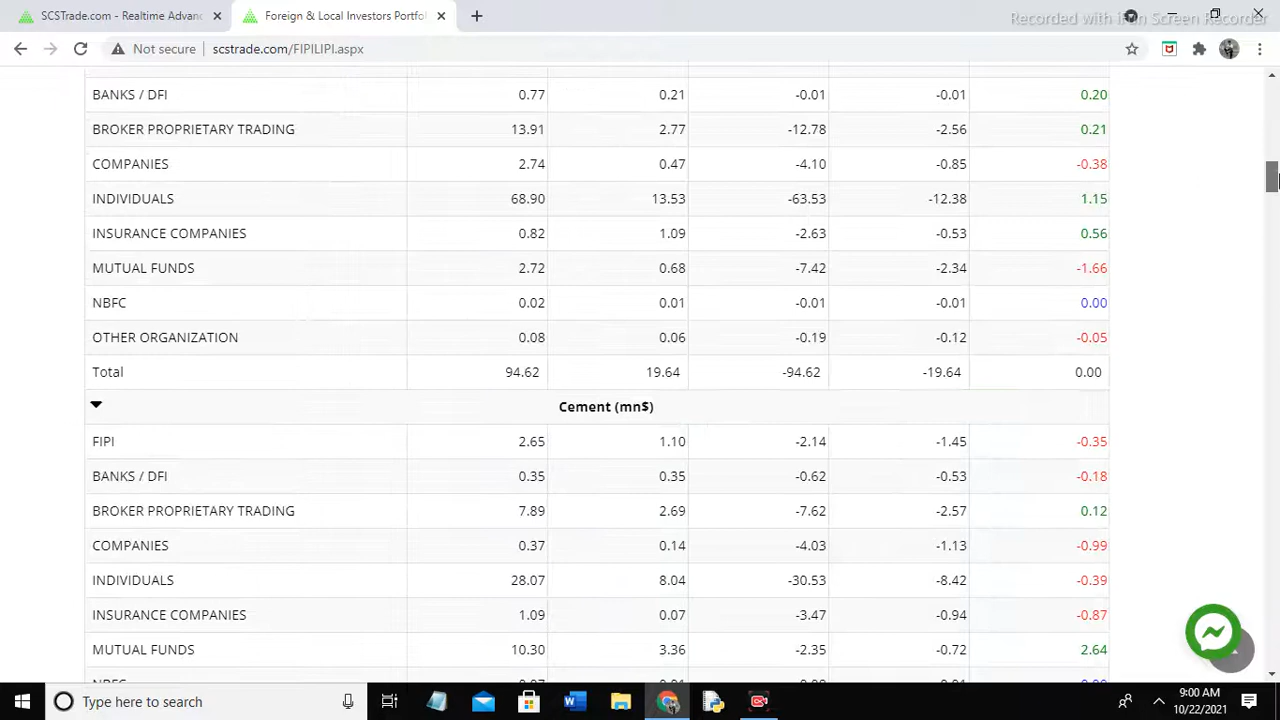 SCSTrade.com - Realtime Advanc
Foreign & Local Investors Portfol
Recorded with iFun Screen Recorder
Not secure scstrade.com/FIPILIPI.aspx
BANKS / DFI 0.77 0.21 -0.01 -0.01 0.20
BROKER PROPRIETARY TRADING 13.91 2.77 -12.78 -2.56 0.21
COMPANIES 2.74 0.47 -4.10 -0.85 -0.38
INDIVIDUALS 68.90 13.53 -63.53 -12.38 1.15
INSURANCE COMPANIES 0.82 1.09 -2.63 -0.53 0.56
MUTUAL FUNDS 2.72 0.68 -7.42 -2.34 -1.66
NBFC 0.02 0.01 -0.01 -0.01 0.00
OTHER ORGANIZATION 0.08 0.06 -0.19 -0.12 -0.05
Total 94.62 19.64 -94.62 -19.64 0.00
Cement (mn$)
FIPI 2.65 1.10 -2.14 -1.45 -0.35
BANKS / DFI 0.35 0.35 -0.62 -0.53 -0.18
BROKER PROPRIETARY TRADING 7.89 2.69 -7.62 -2.57 0.12
COMPANIES 0.37 0.14 -4.03 -1.13 -0.99
INDIVIDUALS 28.07 8.04 -30.53 -8.42 -0.39
INSURANCE COMPANIES 1.09 0.07 -3.47 -0.94 -0.87
MUTUAL FUNDS 10.30 3.36 -2.35 -0.72 2.64
Type here to search
9:00 AM
10/22/2021